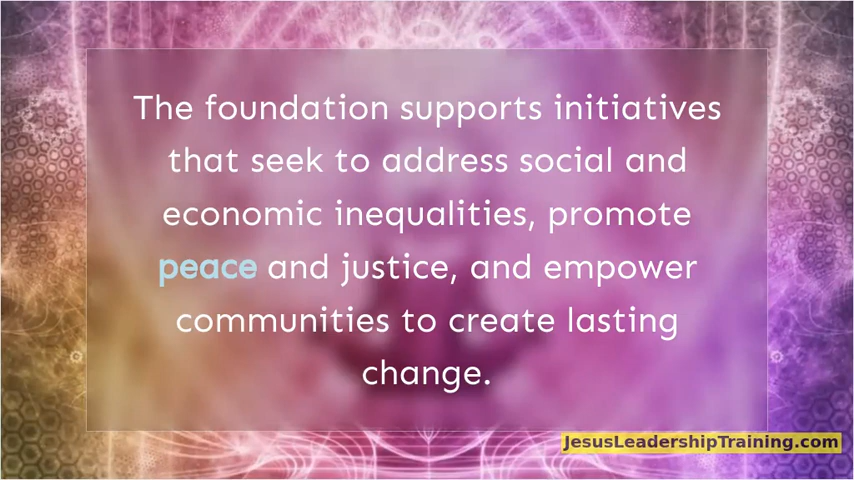 The foundation supports initiatives
that seek to address social and
economic inequalities, promote
peace and justice, and empower
communities to create lasting
change.
JesusLeadershipTraining.com